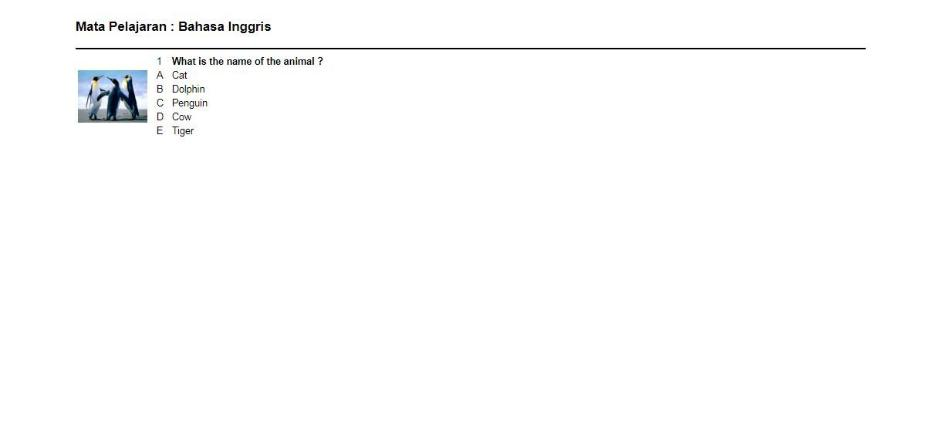 Mata Pelajaran : Bahasa Inggris
1 What is the name of the animal ?
A Cat
B Dolphin
C Penguin
D Cow
E Tiger